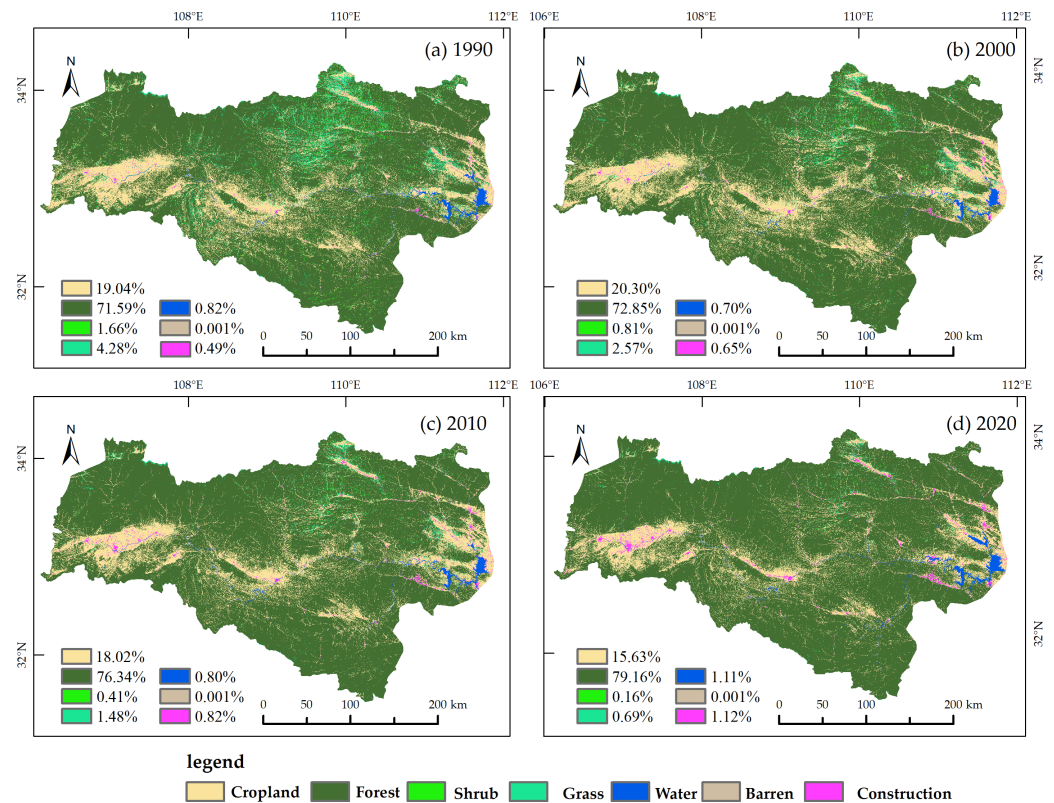 108°E 110°E 112°E 106°E 108°E 110°E 112°E
(a) 1990
N
34°N
32°N
19.04%
71.59% 0.82%
1.66% 0.001%
4.28% 0.49%
0 50 100 200 km
(b) 2000
N
34°N
32°N
20.30%
72.85% 0.70%
0.81% 0.001%
2.57% 0.65%
0 50 100 200 km
108°E 110°E 112°E 106°E 108°E 110°E 112°E
(c) 2010
N
34°N
32°N
18.02%
76.34% 0.80%
0.41% 0.001%
1.48% 0.82%
0 50 100 200 km
(d) 2020
N
34°N
32°N
15.63%
79.16% 1.11%
0.16% 0.001%
0.69% 1.12%
0 50 100 200 km
legend
Cropland Forest Shrub Grass Water Barren Construction